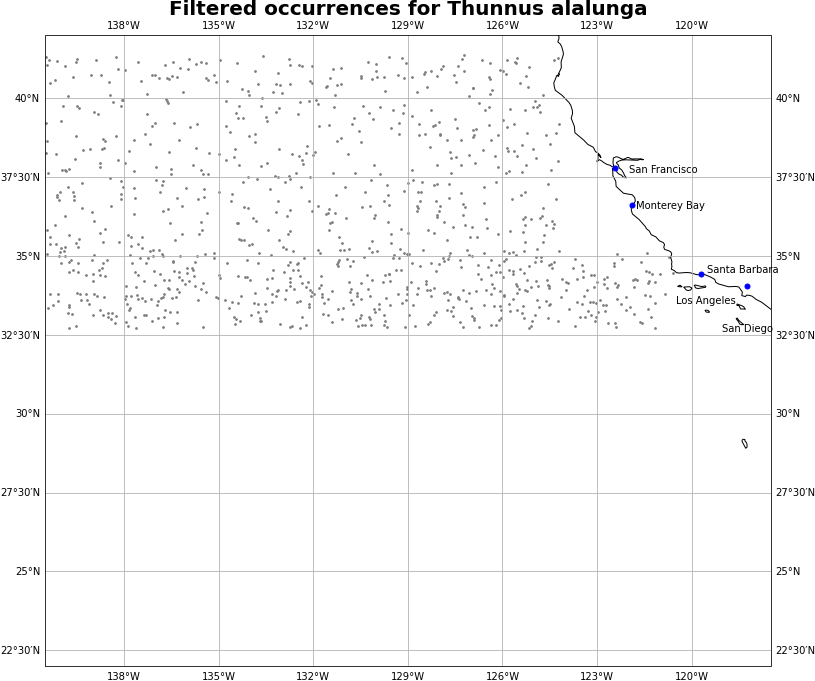 Filtered occurrences for Thunnus alalunga
138°W 135°W 132°W 129°W 126°W 123°W 120°W
40°N 40°N
37°30′N San Francisco 37°30′N
Monterey Bay
35°N 35°N
Santa Barbara
Los Angeles
32°30′N San Diego 32°30′N
30°N 30°N
27°30′N 27°30′N
25°N 25°N
22°30′N 22°30′N
138°W 135°W 132°W 129°W 126°W 123°W 120°W